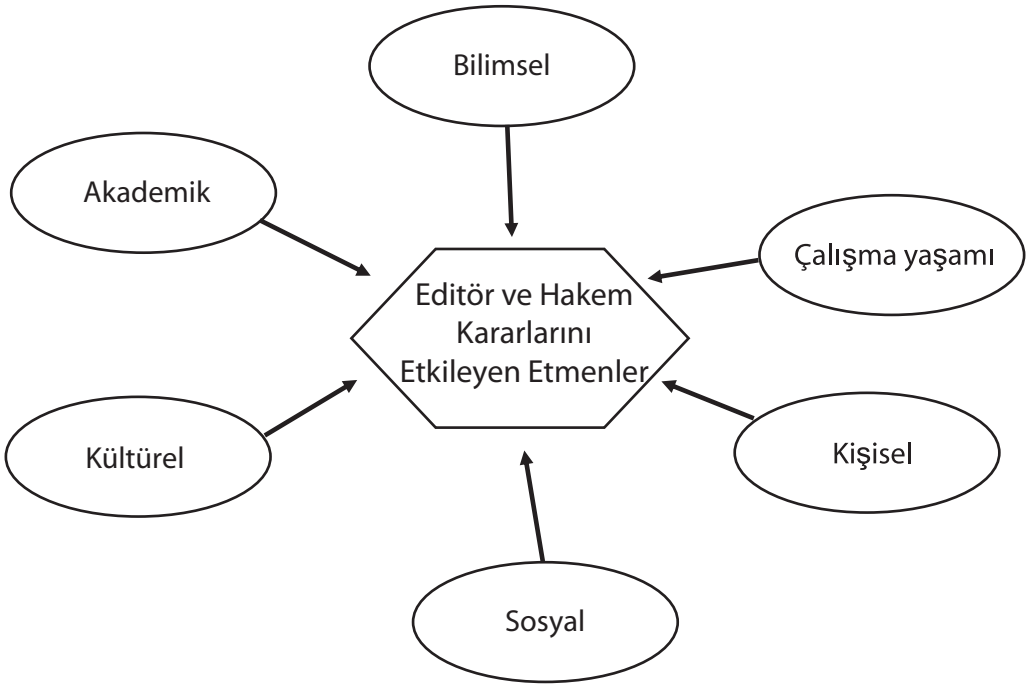 Bilimsel
Akademik
Çalışma yaşamı
Editör ve Hakem
Kararlarını
Etkileyen Etmenler
Kültürel
Kişisel
Sosyal